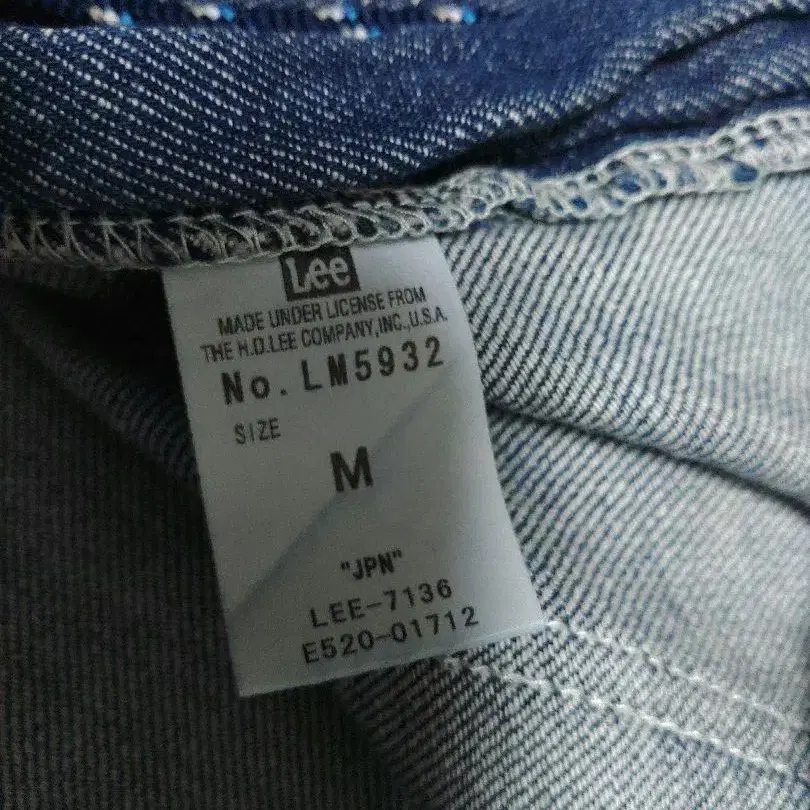 Lee
MADE UNDER LICENSE FROM
THE H.D.LEE COMPANY,INC.,U.S.A.
No. LM5932
SIZE
M
"JPN"
LEE-7136
E520-01712